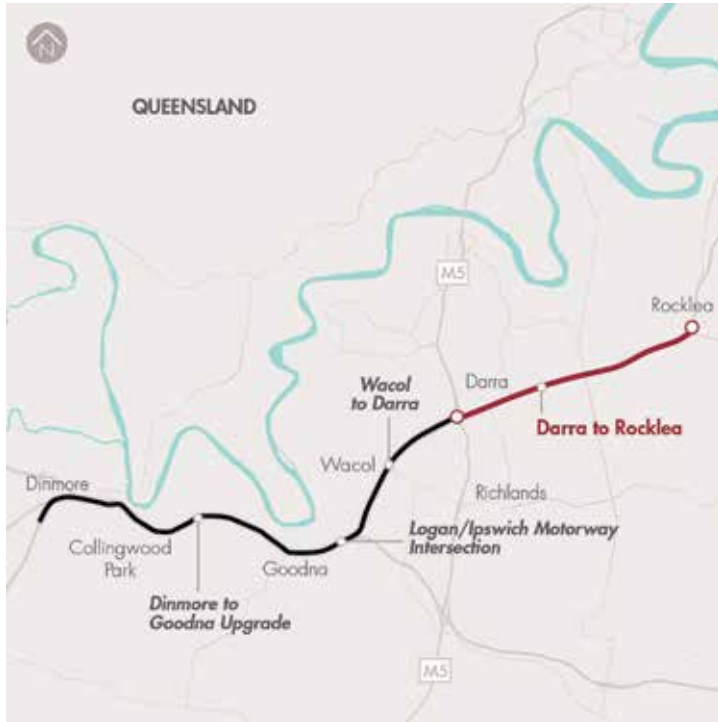 N
QUEENSLAND
M5
Rocklea
Wacol
to Darra
Darra
Darra to Rocklea
Wacol
Dinmore
Richlands
Logan/Ipswich Motorway
Intersection
Collingwood
Park
Goodna
Dinmore to
Goodna Upgrade
M5